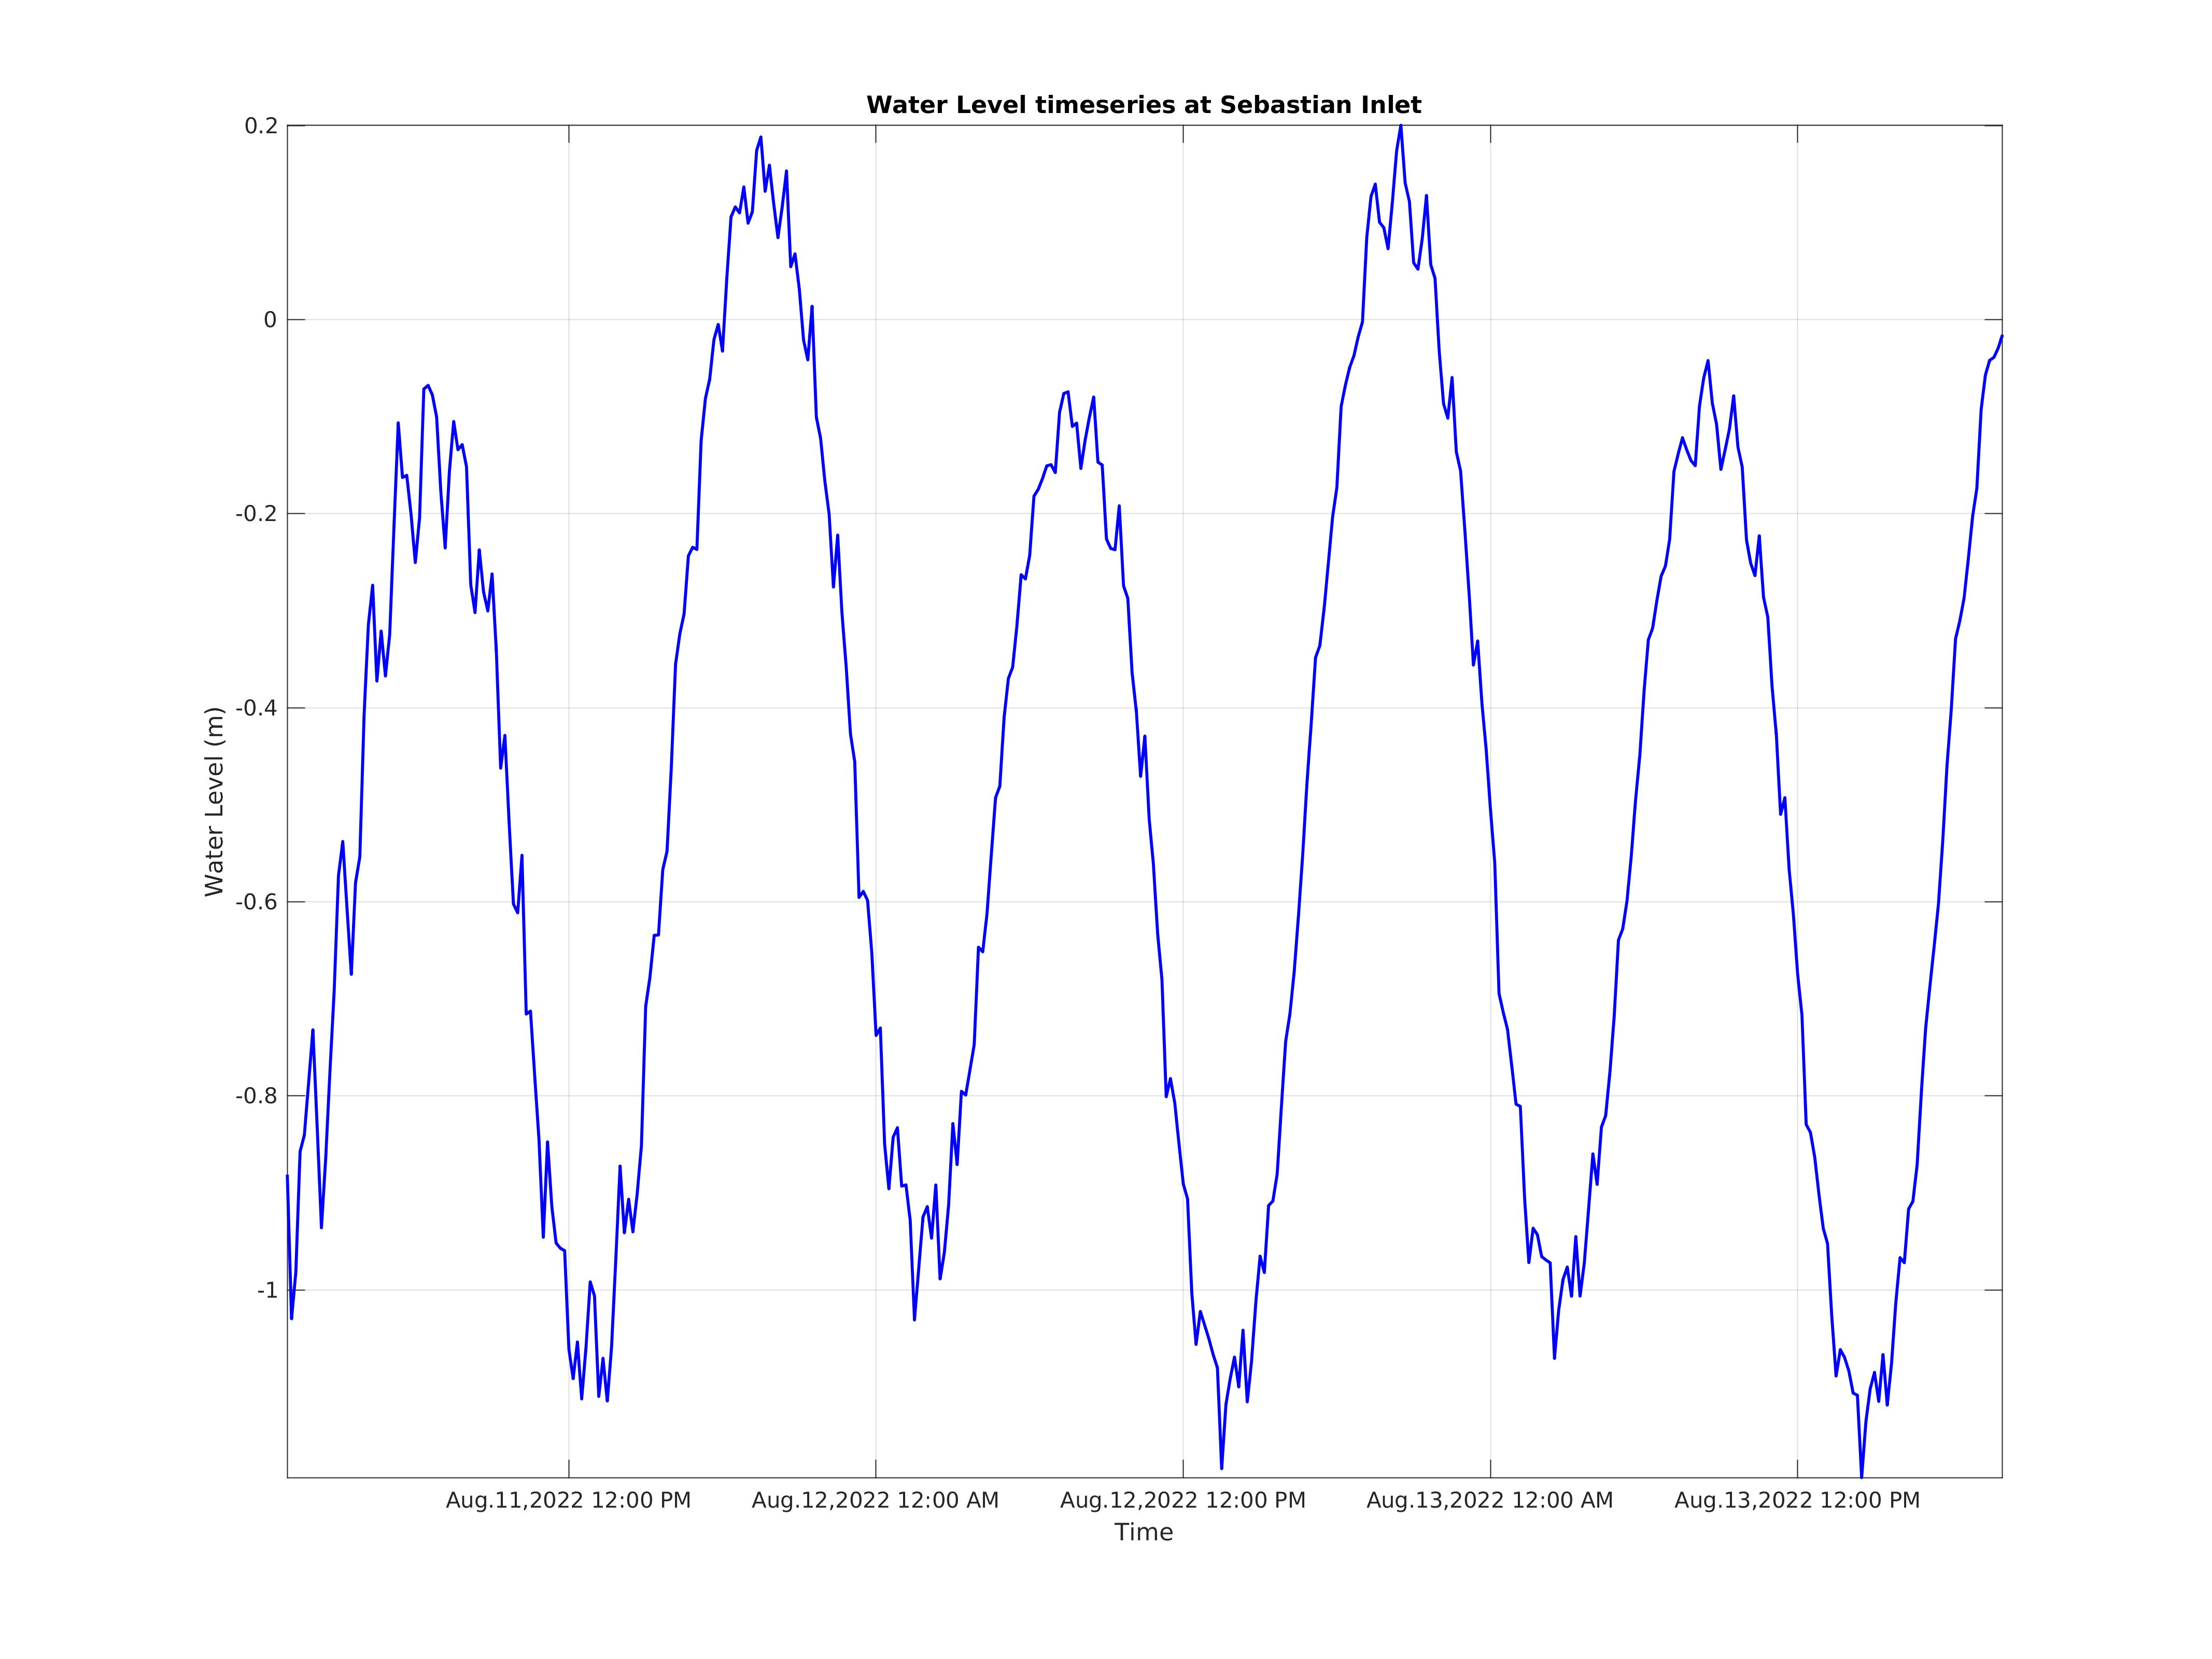 Water Level timeseries at Sebastian Inlet
0.2
0
-0.2
-0.4
-0.6
-0.8
-1
Water Level (m)
Aug.11,2022 12:00 PM
Aug.12,2022 12:00 AM
Aug.12,2022 12:00 PM
Aug.13,2022 12:00 AM
Aug.13,2022 12:00 PM
Time